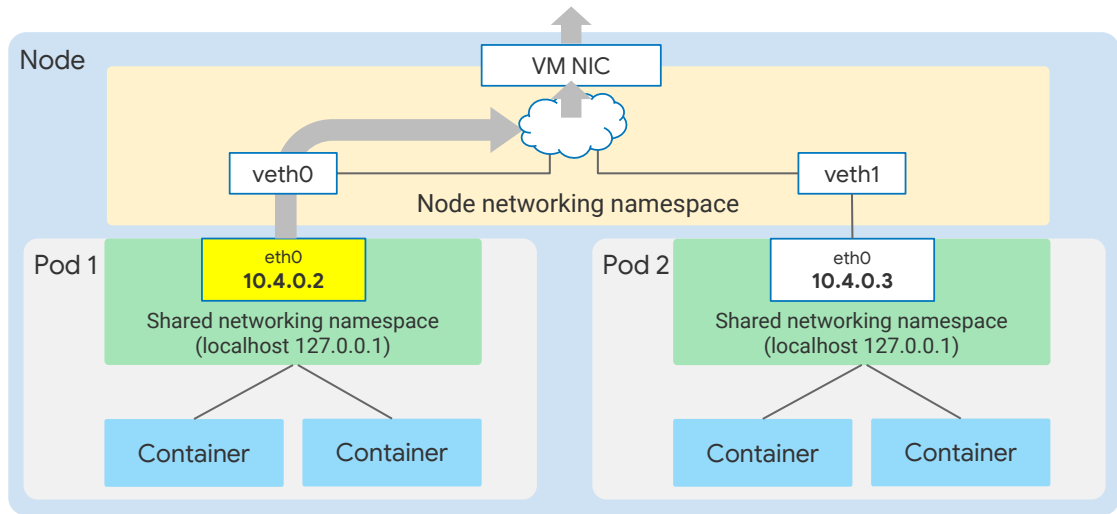 Node
VM NIC
veth0
veth1
Node networking namespace
Pod 1
eth0
10.4.0.2
Shared networking namespace
(localhost 127.0.0.1)
Container
Container
Pod 2
eth0
10.4.0.3
Shared networking namespace
(localhost 127.0.0.1)
Container
Container